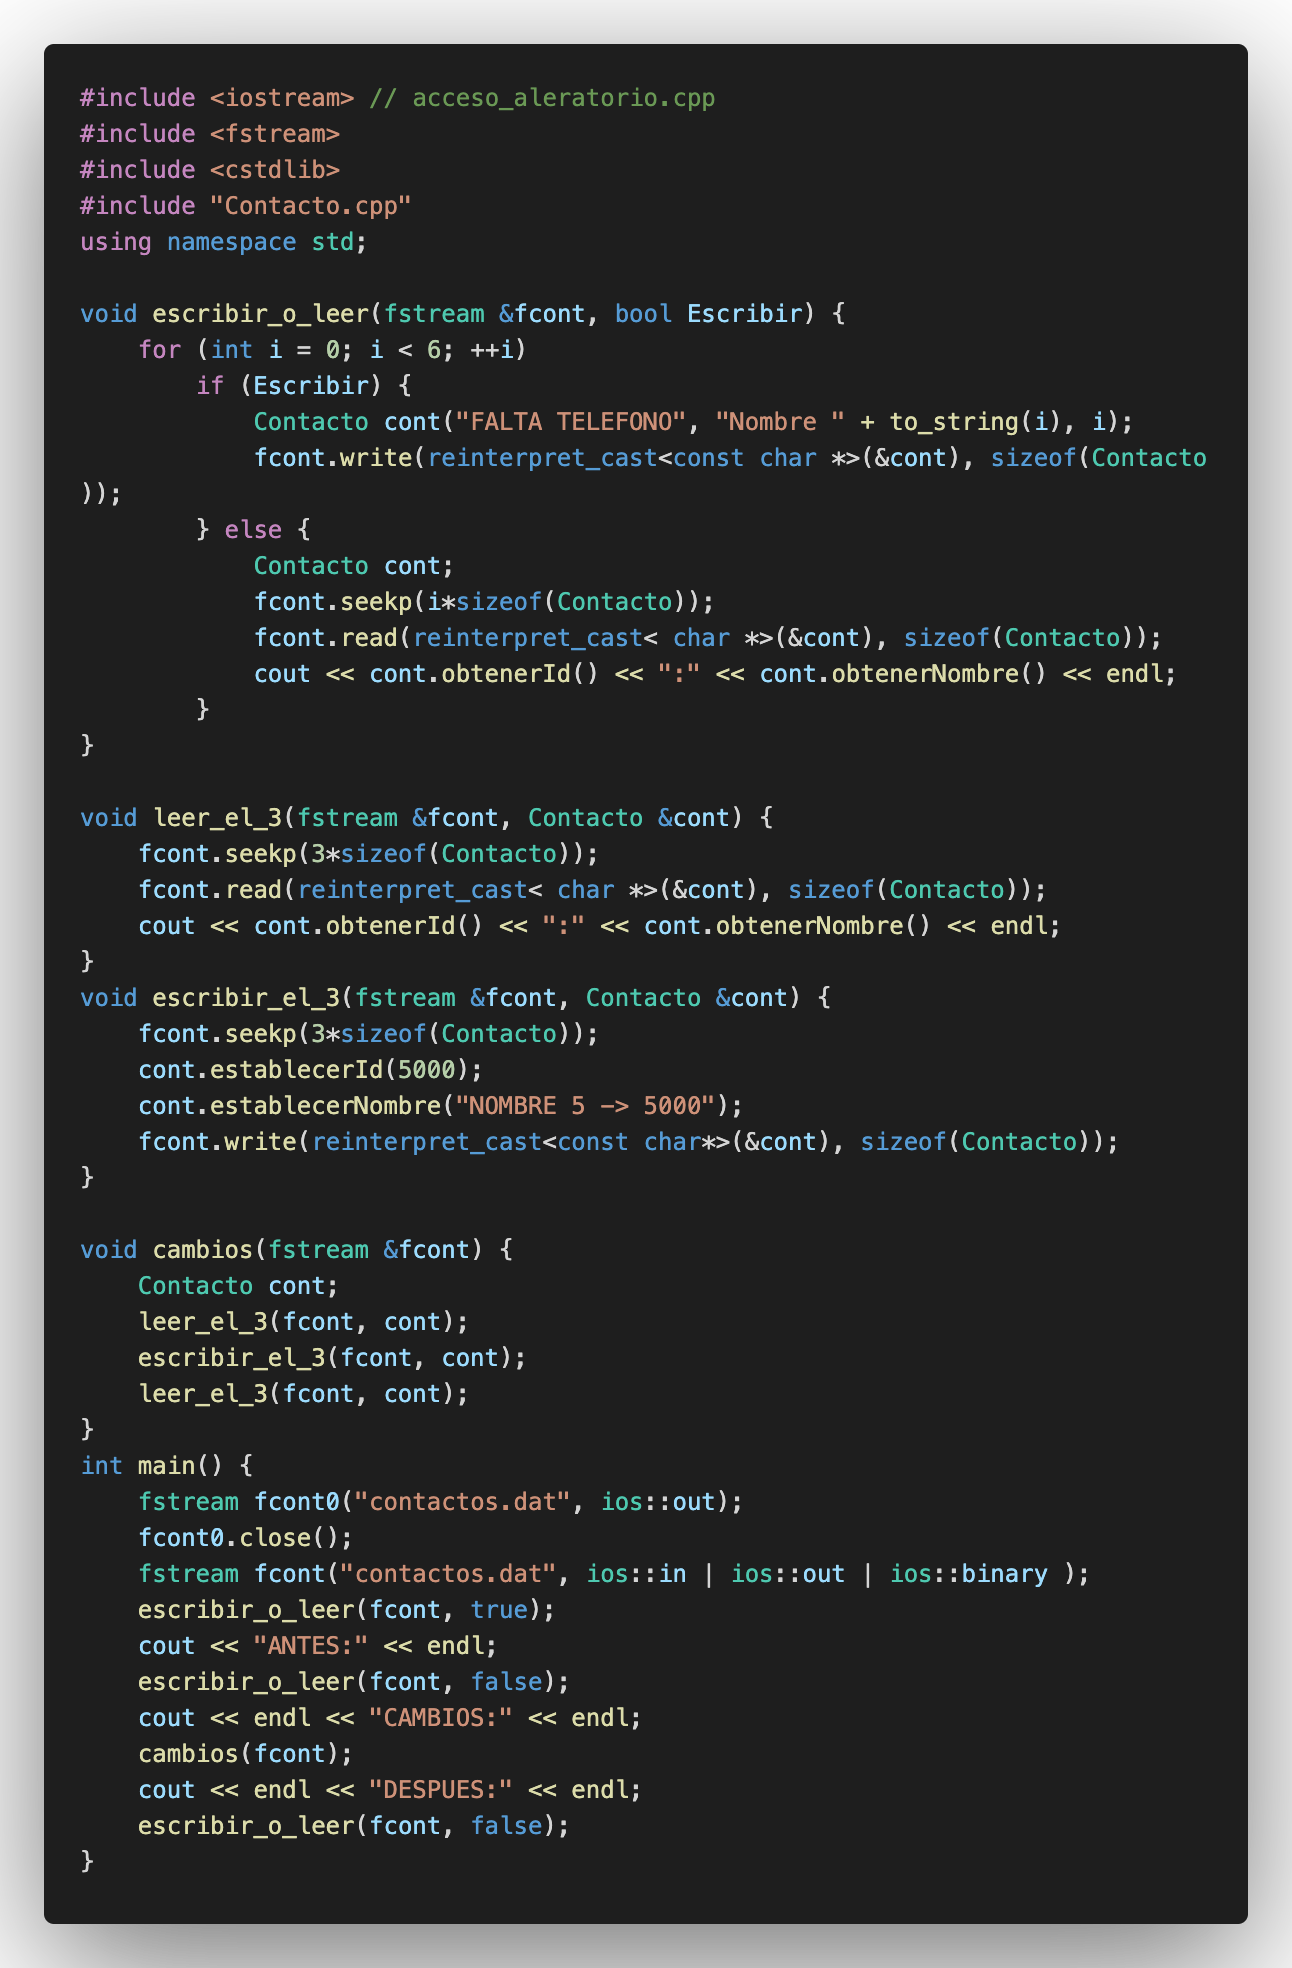 #include <iostream> // acceso_aleratorio.cpp
#include <fstream>
#include <cstdlib>
#include "Contacto.cpp"
using namespace std;

void escribir_o_leer(fstream &fcont, bool Escribir) {
    for (int i = 0; i < 6; ++i)
        if (Escribir) {
            Contacto cont("FALTA TELEFONO", "Nombre " + to_string(i), i);
            fcont.write(reinterpret_cast<const char *>(&cont), sizeof(Contacto
));
        } else {
            Contacto cont;
            fcont.seekp(i*sizeof(Contacto));
            fcont.read(reinterpret_cast< char *>(&cont), sizeof(Contacto));
            cout << cont.obtenerId() << ":" << cont.obtenerNombre() << endl;
        }
}

void leer_el_3(fstream &fcont, Contacto &cont) {
    fcont.seekp(3*sizeof(Contacto));
    fcont.read(reinterpret_cast< char *>(&cont), sizeof(Contacto));
    cout << cont.obtenerId() << ":" << cont.obtenerNombre() << endl;
}
void escribir_el_3(fstream &fcont, Contacto &cont) {
    fcont.seekp(3*sizeof(Contacto));
    cont.establecerId(5000);
    cont.establecerNombre("NOMBRE 5 -> 5000");
    fcont.write(reinterpret_cast<const char*>(&cont), sizeof(Contacto));
}

void cambios(fstream &fcont) {
    Contacto cont;
    leer_el_3(fcont, cont);
    escribir_el_3(fcont, cont);
    leer_el_3(fcont, cont);
}
int main() {
    fstream fcont0("contactos.dat", ios::out);
    fcont0.close();
    fstream fcont("contactos.dat", ios::in | ios::out | ios::binary );
    escribir_o_leer(fcont, true);
    cout << "ANTES:" << endl;
    escribir_o_leer(fcont, false);
    cout << endl << "CAMBIOS:" << endl;
    cambios(fcont);
    cout << endl << "DESPUES:" << endl;
    escribir_o_leer(fcont, false);
}